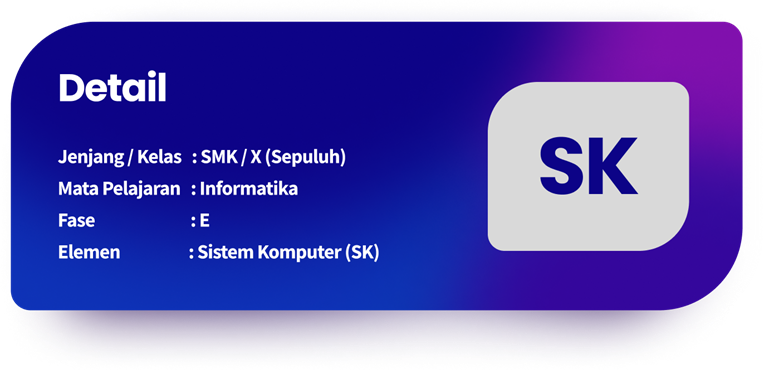 Detail
Jenjang / Kelas : SMK / X (Sepuluh)
Mata Pelajaran : Informatika
Fase : E
Elemen : Sistem Komputer (SK)
SK